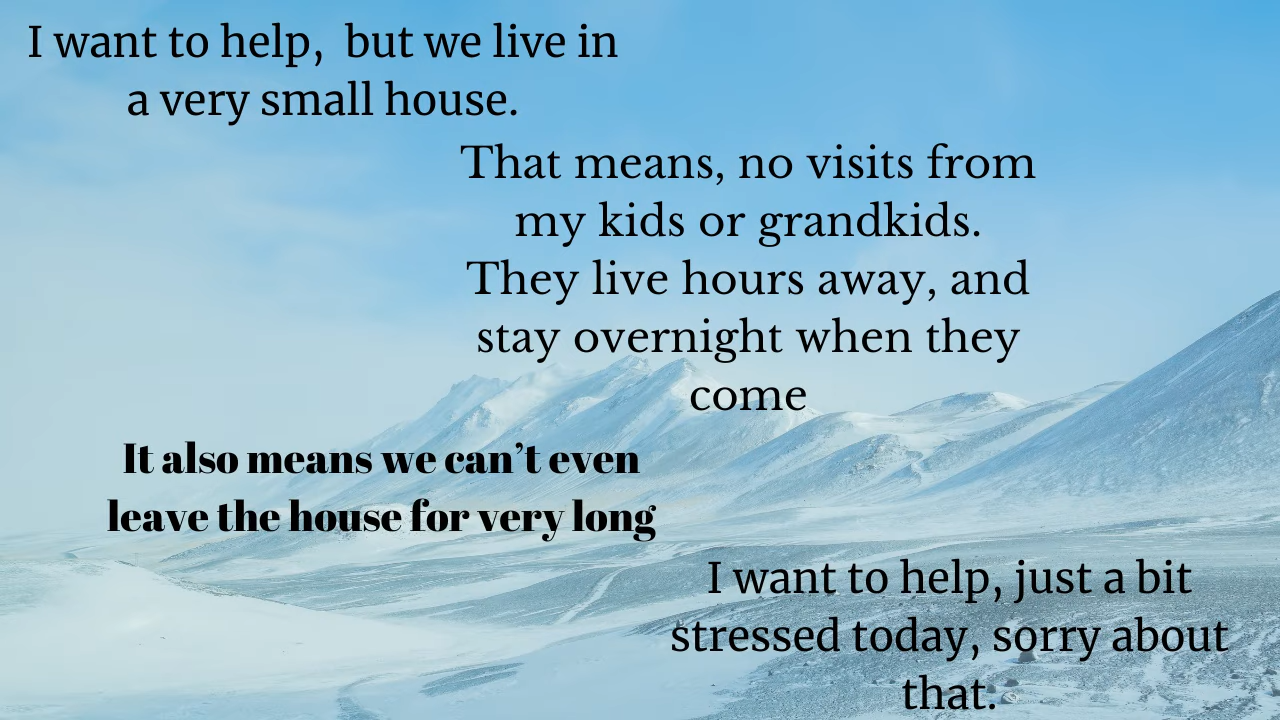 I want to help,  but we live in
a very small house.
That means, no visits from
my kids or grandkids.
They live hours away, and
stay overnight when they
come
It also means we can’t even
leave the house for very long
I want to help, just a bit
stressed today, sorry about
that.